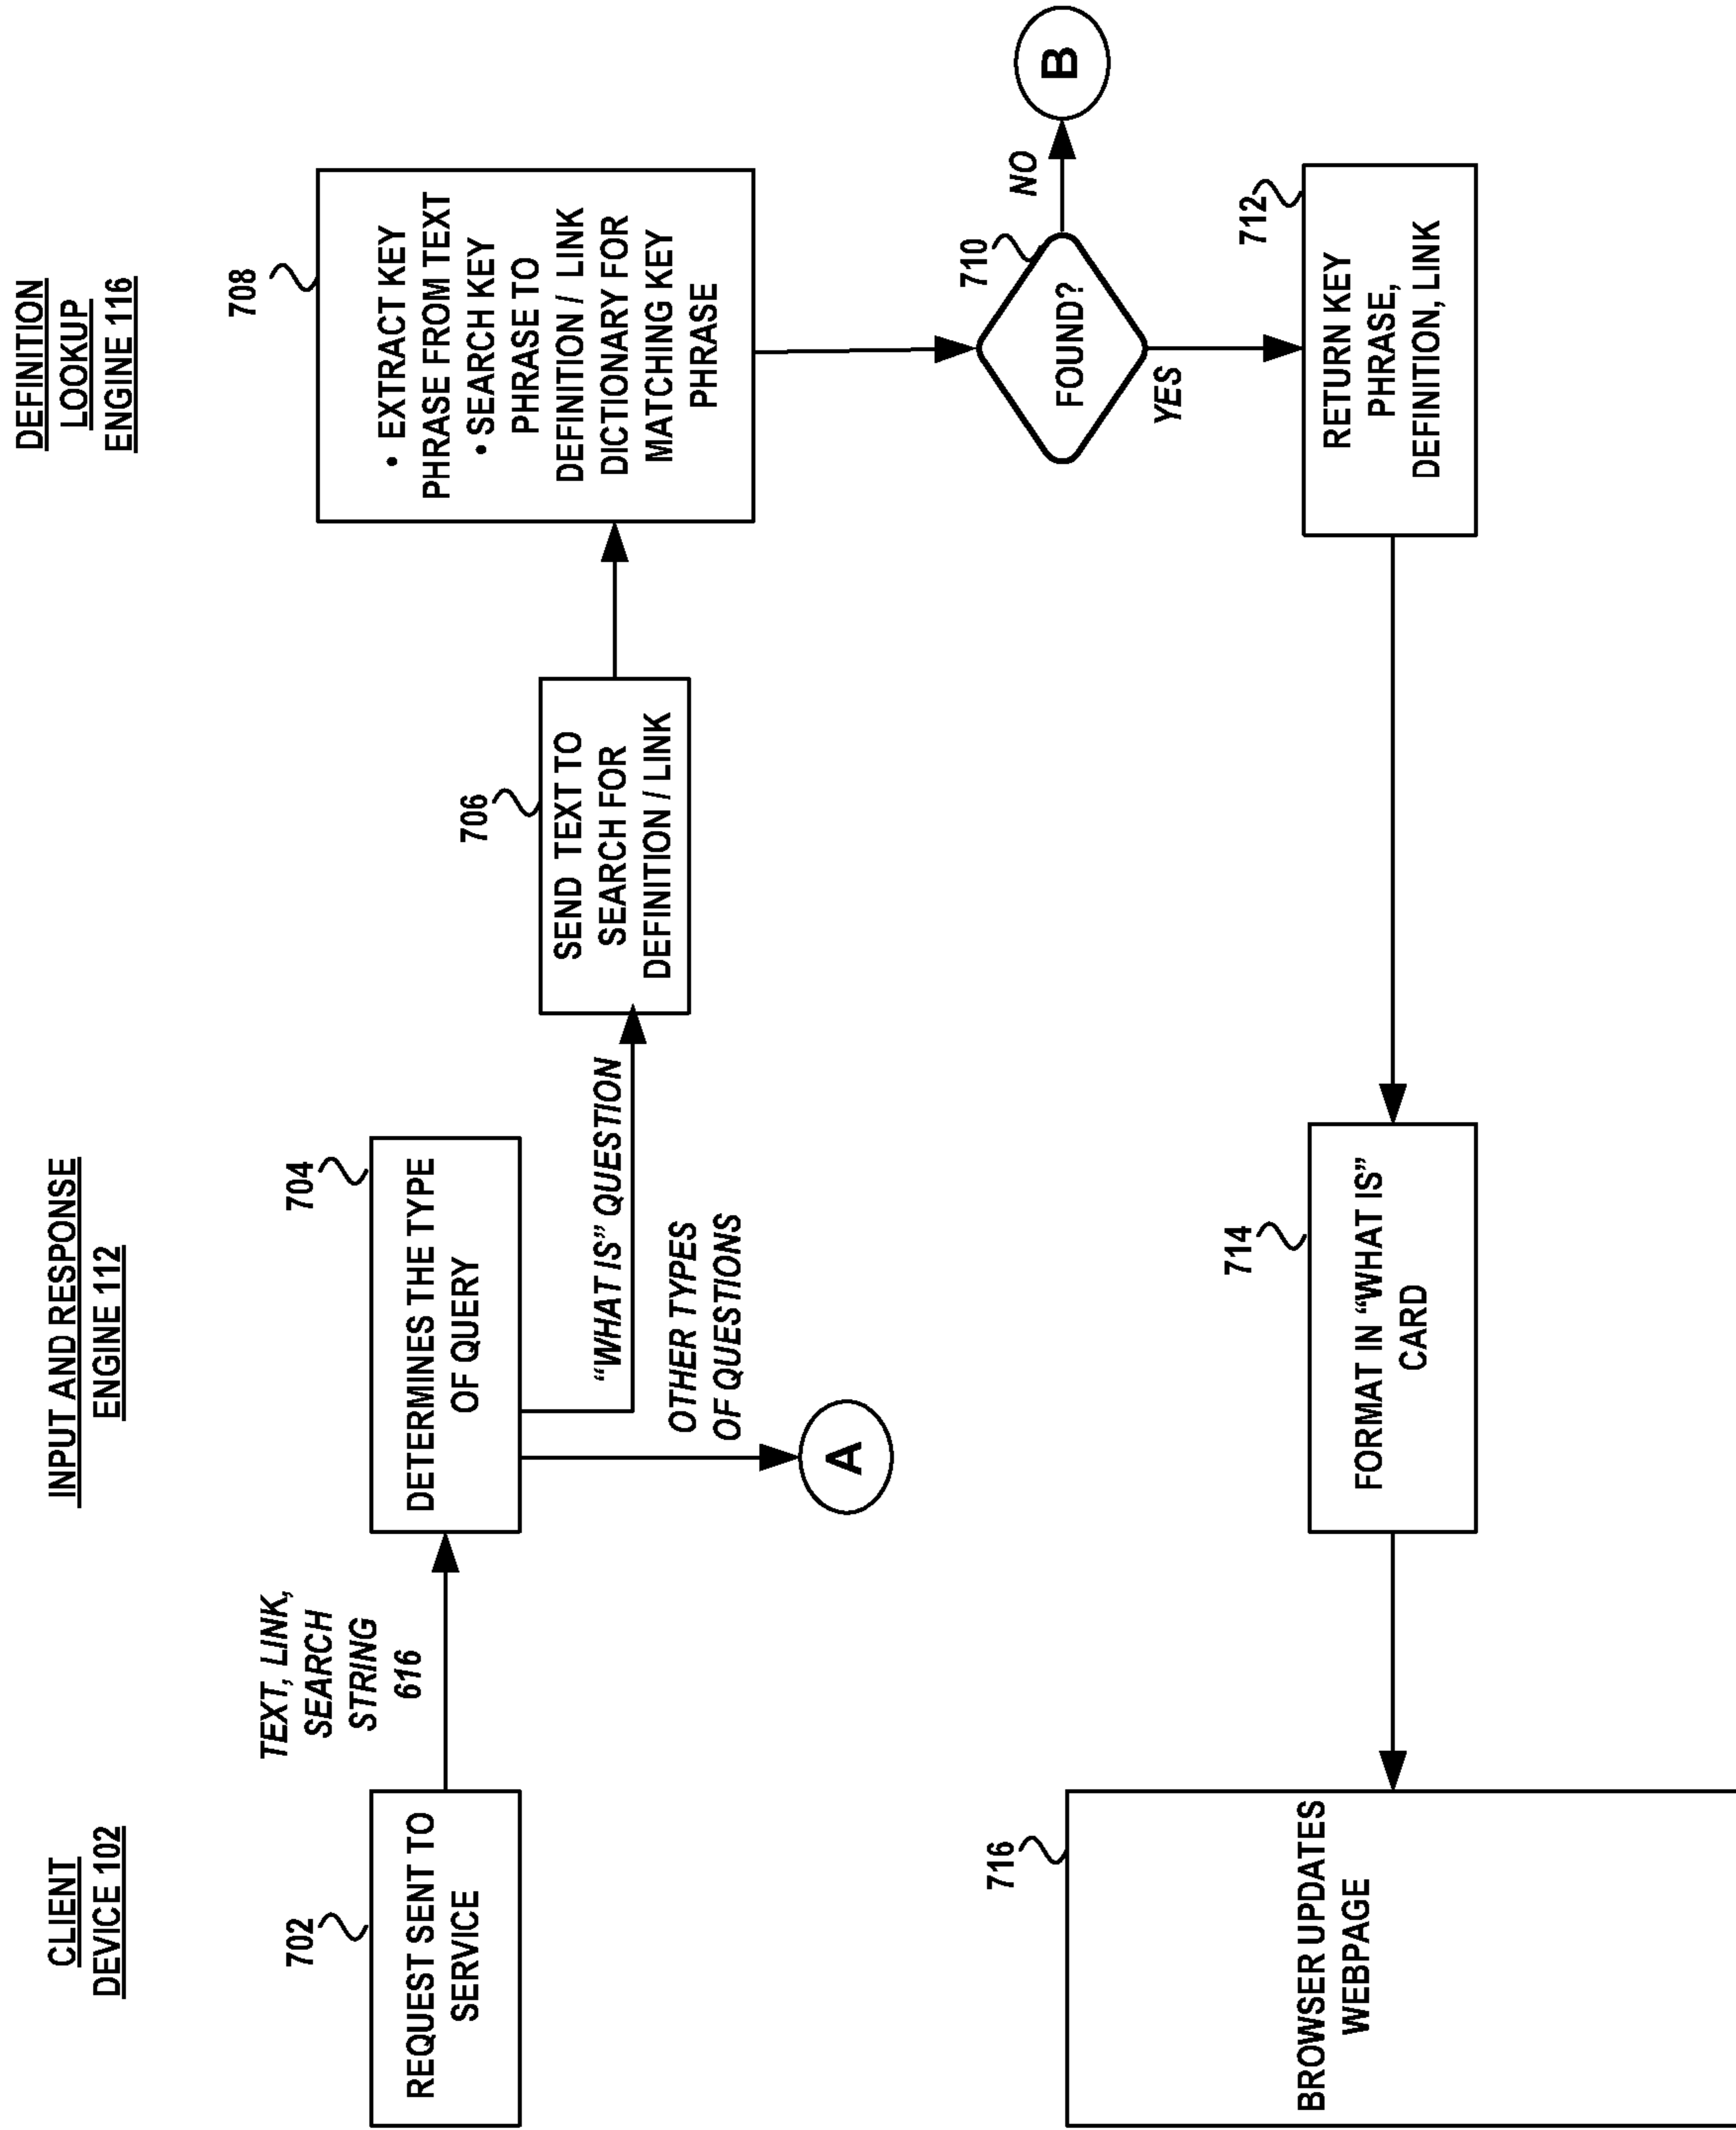 CLIENT
DEVICE 102
INPUT AND RESPONSE
ENGINE 112
DEFINITION
LOOKUP
ENGINE 116
702
REQUEST SENT TO
SERVICE
TEXT, LINK,
SEARCH
STRING
616
704
DETERMINES THE TYPE
OF QUERY
“WHAT IS” QUESTION
OTHER TYPES
OF QUESTIONS
A
706
SEND TEXT TO
SEARCH FOR
DEFINITION / LINK
708
• EXTRACT KEY
PHRASE FROM TEXT
• SEARCH KEY
PHRASE TO
DEFINITION / LINK
DICTIONARY FOR
MATCHING KEY
PHRASE
710
FOUND?
NO
B
YES
712
RETURN KEY
PHRASE,
DEFINITION, LINK
714
FORMAT IN “WHAT IS”
CARD
716
BROWSER UPDATES
WEBPAGE